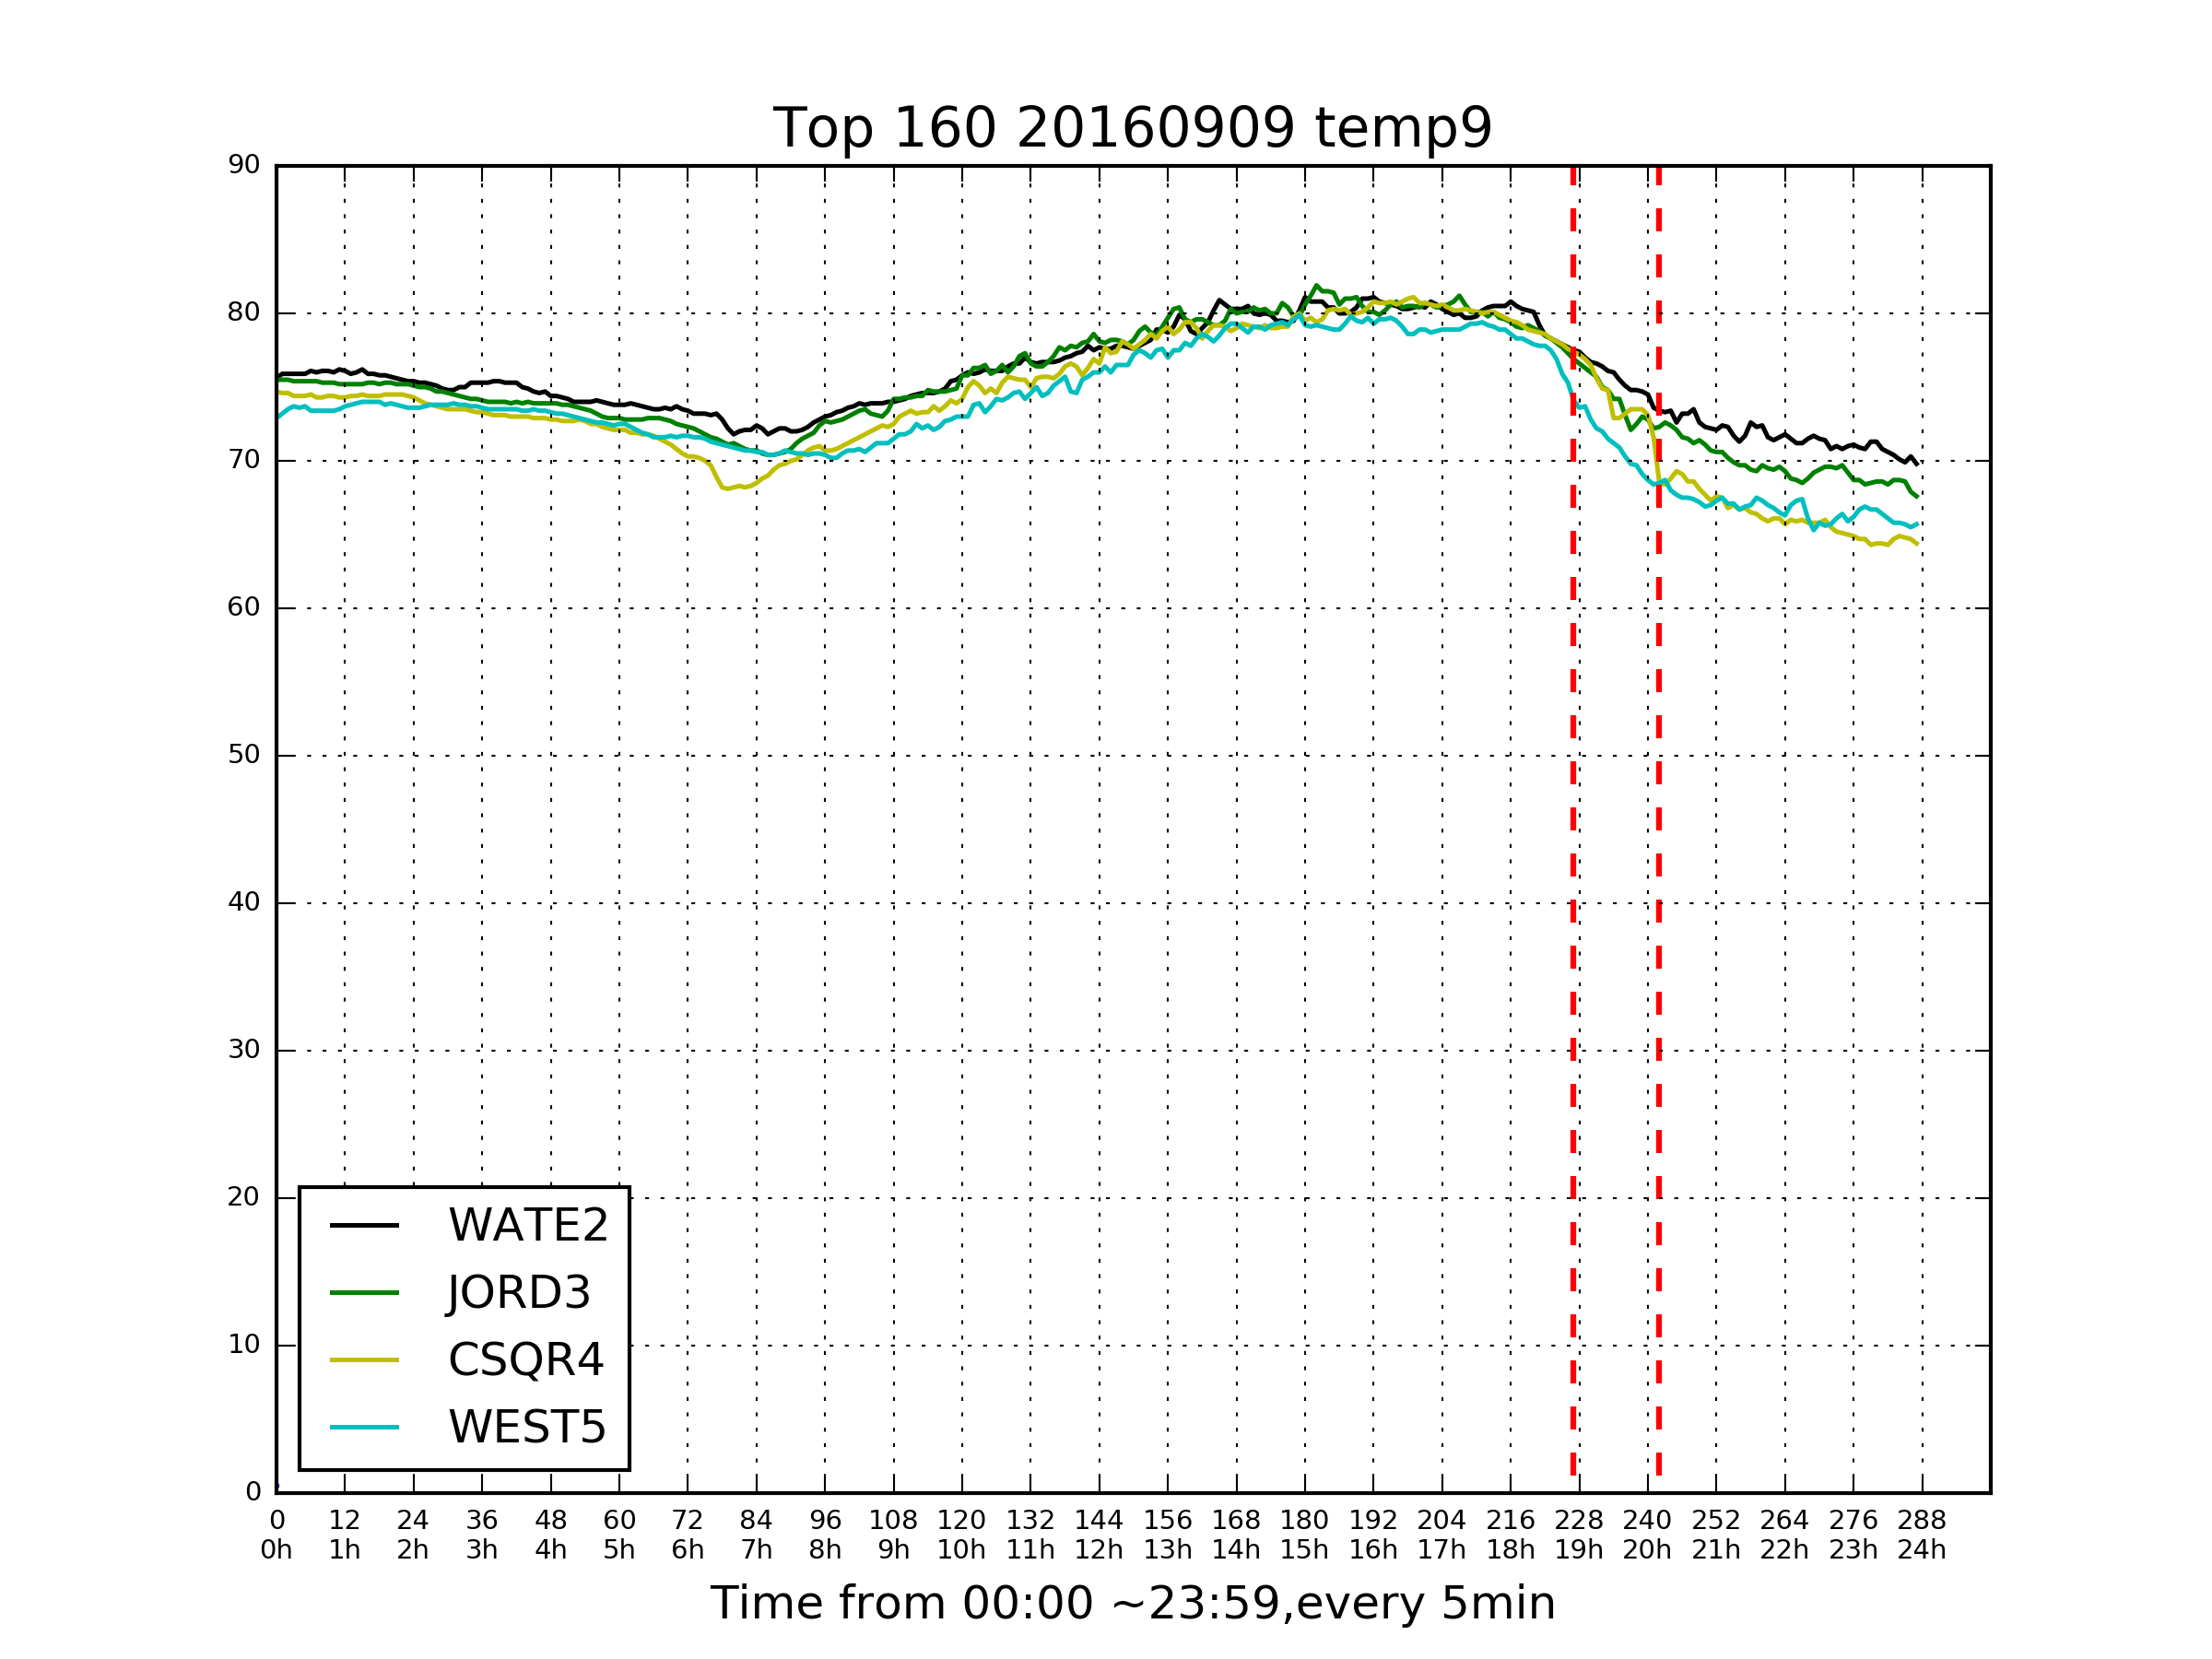 Top 160 20160909 temp9
90
80
70
60
50
40
30
20
10
0
WATE2
JORD3
CSQR4
WEST5
0 12 24 36 48 60 72 84 96 108 120 132 144 156 168 180 192 204 216 228 240 252 264 276 288
0h 1h 2h 3h 4h 5h 6h 7h 8h 9h 10h 11h 12h 13h 14h 15h 16h 17h 18h 19h 20h 21h 22h 23h 24h
Time from 00:00 ~23:59,every 5min